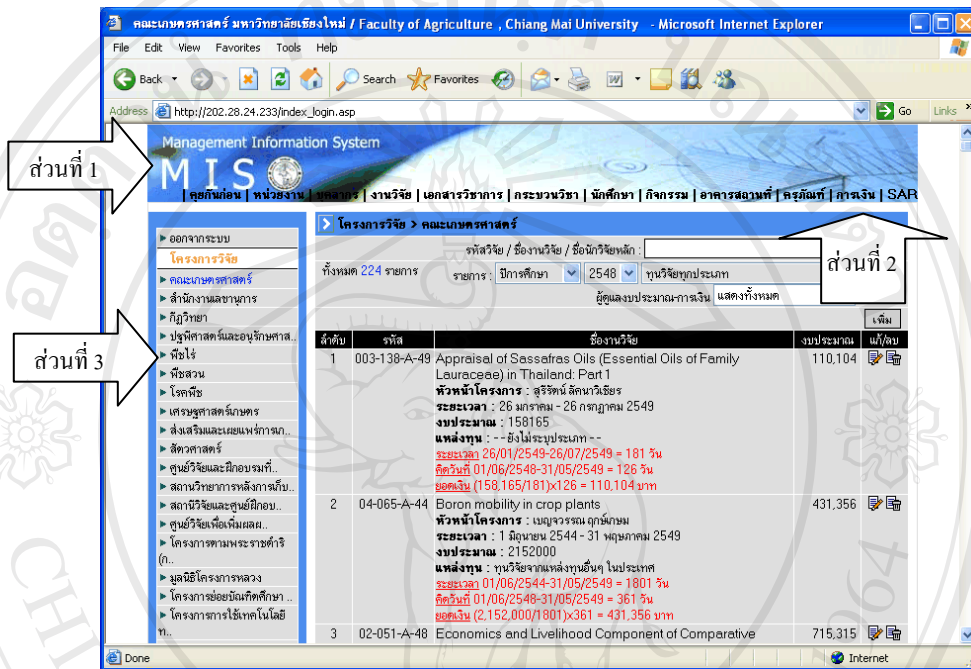 คณะเกษตรศาสตร์ มหาวิทยาลัยเชียงใหม่ / Faculty of Agriculture , Chiang Mai University - Microsoft Internet Explorer
File Edit View Favorites Tools Help
Back Search Favorites
Address http://202.28.24.233/index_login.asp Go Links
Management Information System
MIS
| คุยกันก่อน | หน่วยงาน | บุคลากร | งานวิจัย | เอกสารวิชาการ | กระบวนวิชา | นักศึกษา | กิจกรรม | อาคารสถานที่ | ครุภัณฑ์ | การเงิน | SAR
ส่วนที่ 1
ส่วนที่ 2
ส่วนที่ 3
ออกจากระบบ
โครงการวิจัย
คณะเกษตรศาสตร์
สำนักงานเลขานุการ
กีฏวิทยา
ปฐพีศาสตร์และอนุรักษศาส..
พืชไร่
พืชสวน
โรคพืช
เศรษฐศาสตร์เกษตร
ส่งเสริมและเผยแพร่การเก..
สัตวศาสตร์
ศูนย์วิจัยและฝึกอบรมที่..
สถานวิทยาการหลังการเก็บ..
สถานีวิจัยและศูนย์ฝึกอบ..
ศูนย์วิจัยเพื่อเพิ่มผลผ..
โครงการตามพระราชดำริ
(ก..
มูลนิธิโครงการหลวง
โครงการย่อยบัณฑิตศึกษา ..
โครงการการใช้เทคโนโลยี
ท..
โครงการวิจัย > คณะเกษตรศาสตร์
รหัสวิจัย / ชื่องานวิจัย / ชื่อนักวิจัยหลัก :
ทั้งหมด 224 รายการ รายการ : ปีการศึกษา 2548 ทุนวิจัยทุกประเภท
ผู้ดูแลงบประมาณ-การเงิน แสดงทั้งหมด
เพิ่ม
ลำดับ รหัส ชื่องานวิจัย งบประมาณ แก้/ลบ
1 003-138-A-49 Appraisal of Sassafras Oils (Essential Oils of Family 110,104
Lauraceae) in Thailand: Part1
หัวหน้าโครงการ : สุรีรัตน์ ลัคนาวิเชียร
ระยะเวลา : 26 มกราคม - 26 กรกฎาคม 2549
งบประมาณ : 158165
แหล่งทุน : --ยังไม่ระบุประเภท--
ระยะเวลา 26/01/2549-26/07/2549 = 181 วัน
คิดวันที่ 01/06/2548-31/05/2549 = 126 วัน
ยอดเงิน (158,165/181)x126 = 110,104 บาท
2 04-065-A-44 Boron mobility in crop plants 431,356
หัวหน้าโครงการ : เบญจวรรณ ฤกษ์เกษม
ระยะเวลา : 1 มิถุนายน 2544 - 31 พฤษภาคม 2549
งบประมาณ : 2152000
แหล่งทุน : ทุนวิจัยจากแหล่งทุนอื่นๆ ในประเทศ
ระยะเวลา 01/06/2544-31/05/2549 = 1801 วัน
คิดวันที่ 01/06/2548-31/05/2549 = 361 วัน
ยอดเงิน (2,152,000/1801)x361 = 431,356 บาท
3 02-051-A-48 Economics and Livelihood Component of Comparative 715,315
Done Internet